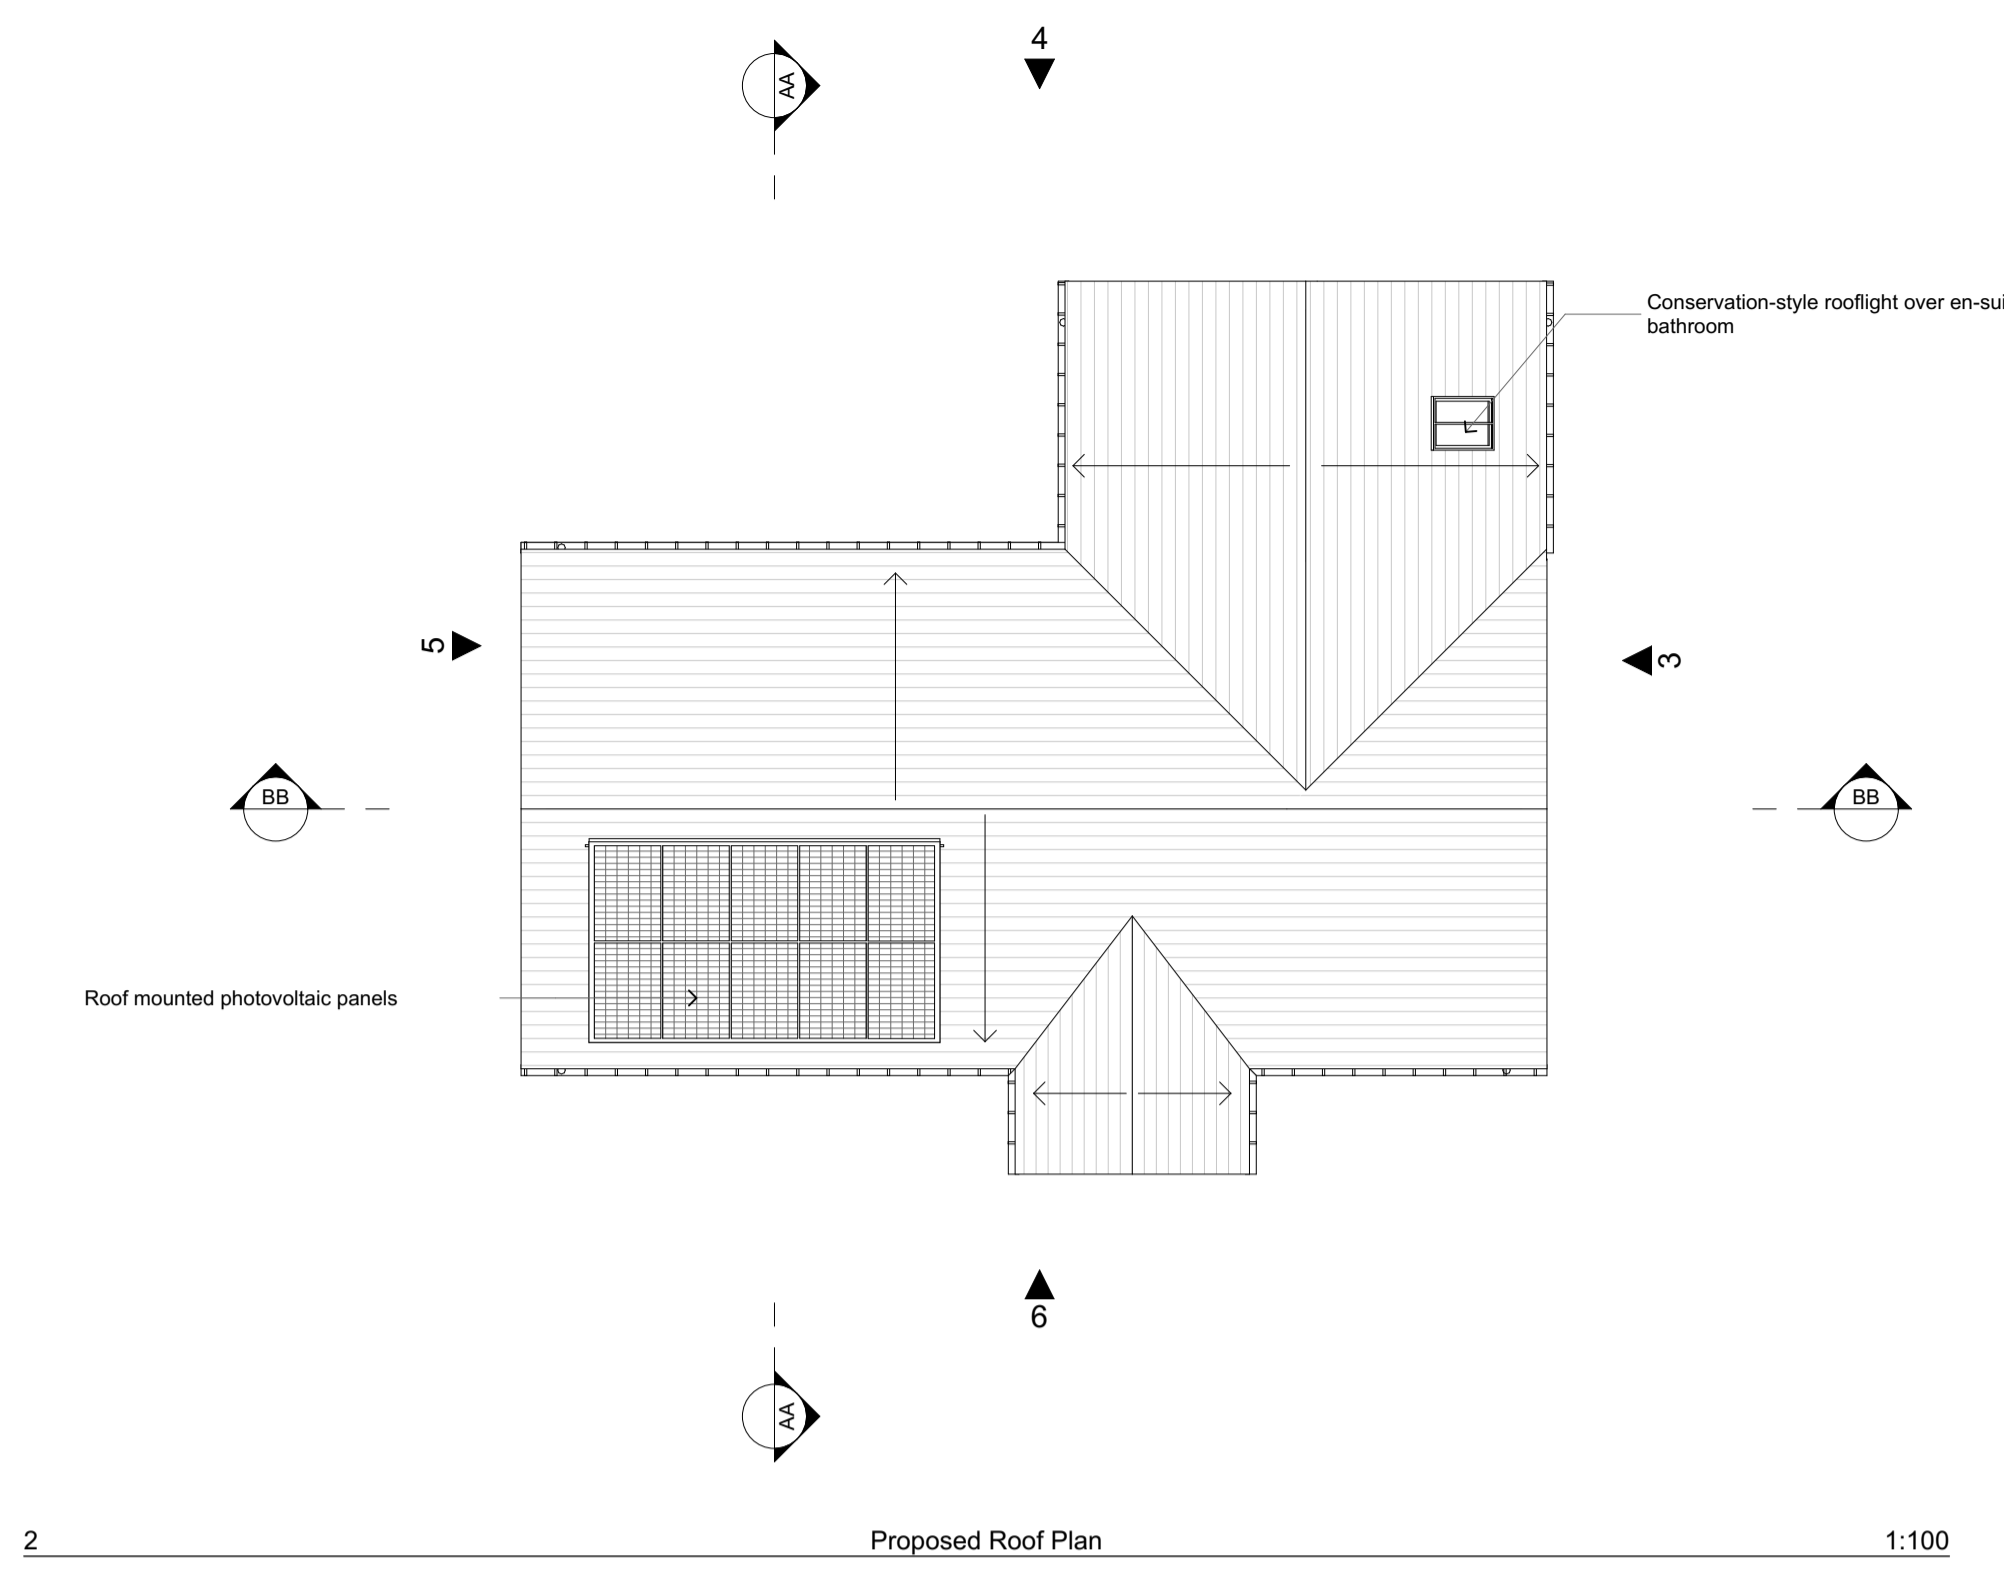 4
AA
Conservation-style rooflight over en-sui
bathroom
5
3
BB
BB
Roof mounted photovoltaic panels
6
AA
2 Proposed Roof Plan 1:100